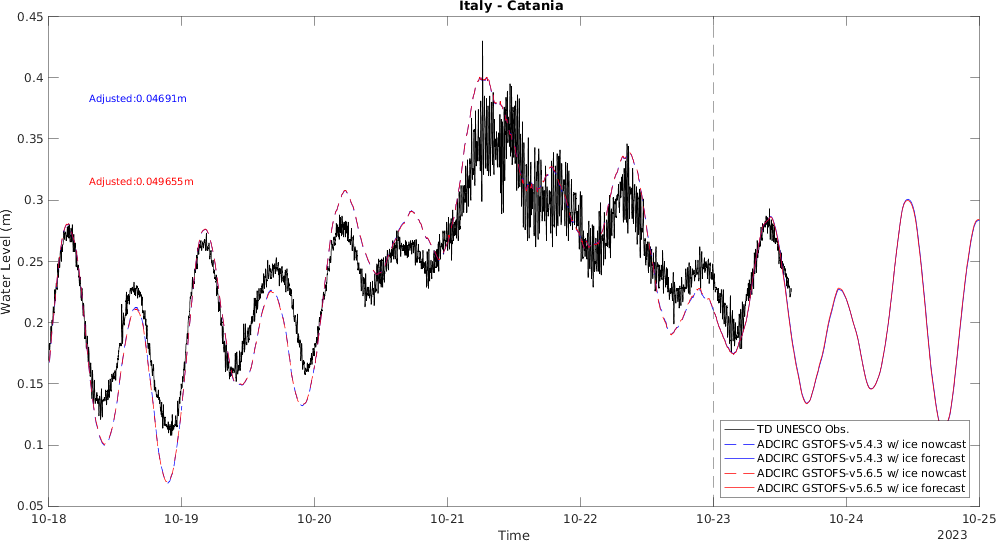 Italy - Catania
0.45
0.4
0.35
0.3
0.25
0.2
0.15
0.1
0.05
Water Level (m)
Adjusted:0.04691m
Adjusted:0.049655m
TD UNESCO Obs.
ADCIRC GSTOFS-v5.4.3 w/ ice nowcast
ADCIRC GSTOFS-v5.4.3 w/ ice forecast
ADCIRC GSTOFS-v5.6.5 w/ ice nowcast
ADCIRC GSTOFS-v5.6.5 w/ ice forecast
10-18 10-19 10-20 10-21 10-22 10-23 10-24 10-25
Time
2023